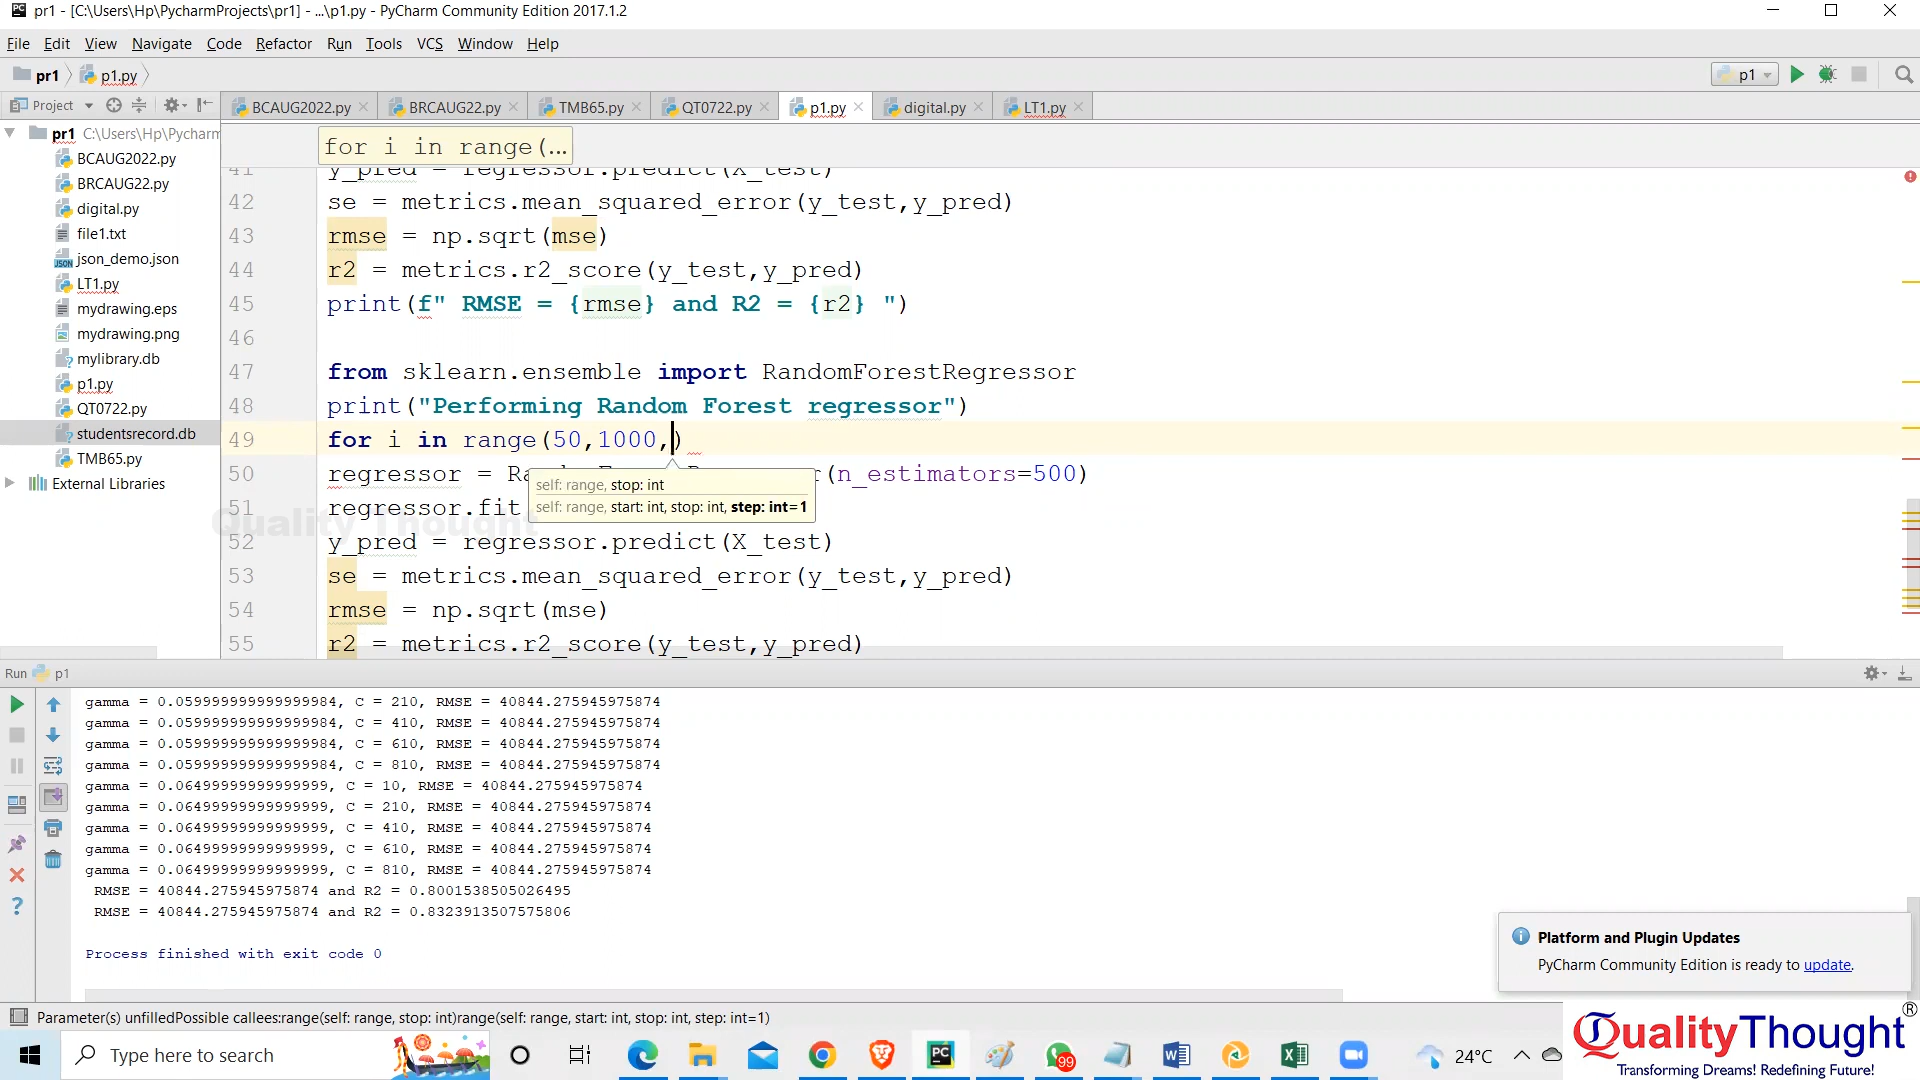 pr1 - [C:\Users\Hp\PycharmProjects\pr1] - ...\p1.py - PyCharm Community Edition 2017.1.2
File Edit View Navigate Code Refactor Run Tools VCS Window Help
pr1 p1.py p1
Project BCAUG2022.py BRCAUG22.py TMB65.py QT0722.py p1.py digital.py LT1.py
pr1 C:\Users\Hp\Pycharm
BCAUG2022.py
BRCAUG22.py
digital.py
file1.txt
json_demo.json
LT1.py
mydrawing.eps
mydrawing.png
mylibrary.db
p1.py
QT0722.py
studentsrecord.db
TMB65.py
External Libraries
for i in range(...
41 y_pred = regressor.predict(X_test)
42 se = metrics.mean_squared_error(y_test,y_pred)
43 rmse = np.sqrt(mse)
44 r2 = metrics.r2_score(y_test,y_pred)
45 print(f" RMSE = {rmse} and R2 = {r2} ")
46
47 from sklearn.ensemble import RandomForestRegressor
48 print("Performing Random Forest regressor")
49 for i in range(50,1000,)
50 regressor = (n_estimators=500)
self: range, stop: int
self: range, start: int, stop: int, step: int=1
51 regressor.fit
Quality Thought
52 y_pred = regressor.predict(X_test)
53 se = metrics.mean_squared_error(y_test,y_pred)
54 rmse = np.sqrt(mse)
55 r2 = metrics.r2_score(y_test,y_pred)
Run p1
gamma = 0.059999999999999984, C = 210, RMSE = 40844.275945975874
gamma = 0.059999999999999984, C = 410, RMSE = 40844.275945975874
gamma = 0.059999999999999984, C = 610, RMSE = 40844.275945975874
gamma = 0.059999999999999984, C = 810, RMSE = 40844.275945975874
gamma = 0.06499999999999999, C = 10, RMSE = 40844.275945975874
gamma = 0.06499999999999999, C = 210, RMSE = 40844.275945975874
gamma = 0.06499999999999999, C = 410, RMSE = 40844.275945975874
gamma = 0.06499999999999999, C = 610, RMSE = 40844.275945975874
gamma = 0.06499999999999999, C = 810, RMSE = 40844.275945975874
RMSE = 40844.275945975874 and R2 = 0.8001538505026495
RMSE = 40844.275945975874 and R2 = 0.8323913507575806
Process finished with exit code 0
Platform and Plugin Updates
PyCharm Community Edition is ready to update.
Parameter(s) unfilledPossible callees:range(self: range, stop: int)range(self: range, start: int, stop: int, step: int=1)
Type here to search
99
24°C
QualityThought ®
Transforming Dreams! Redefining Future!